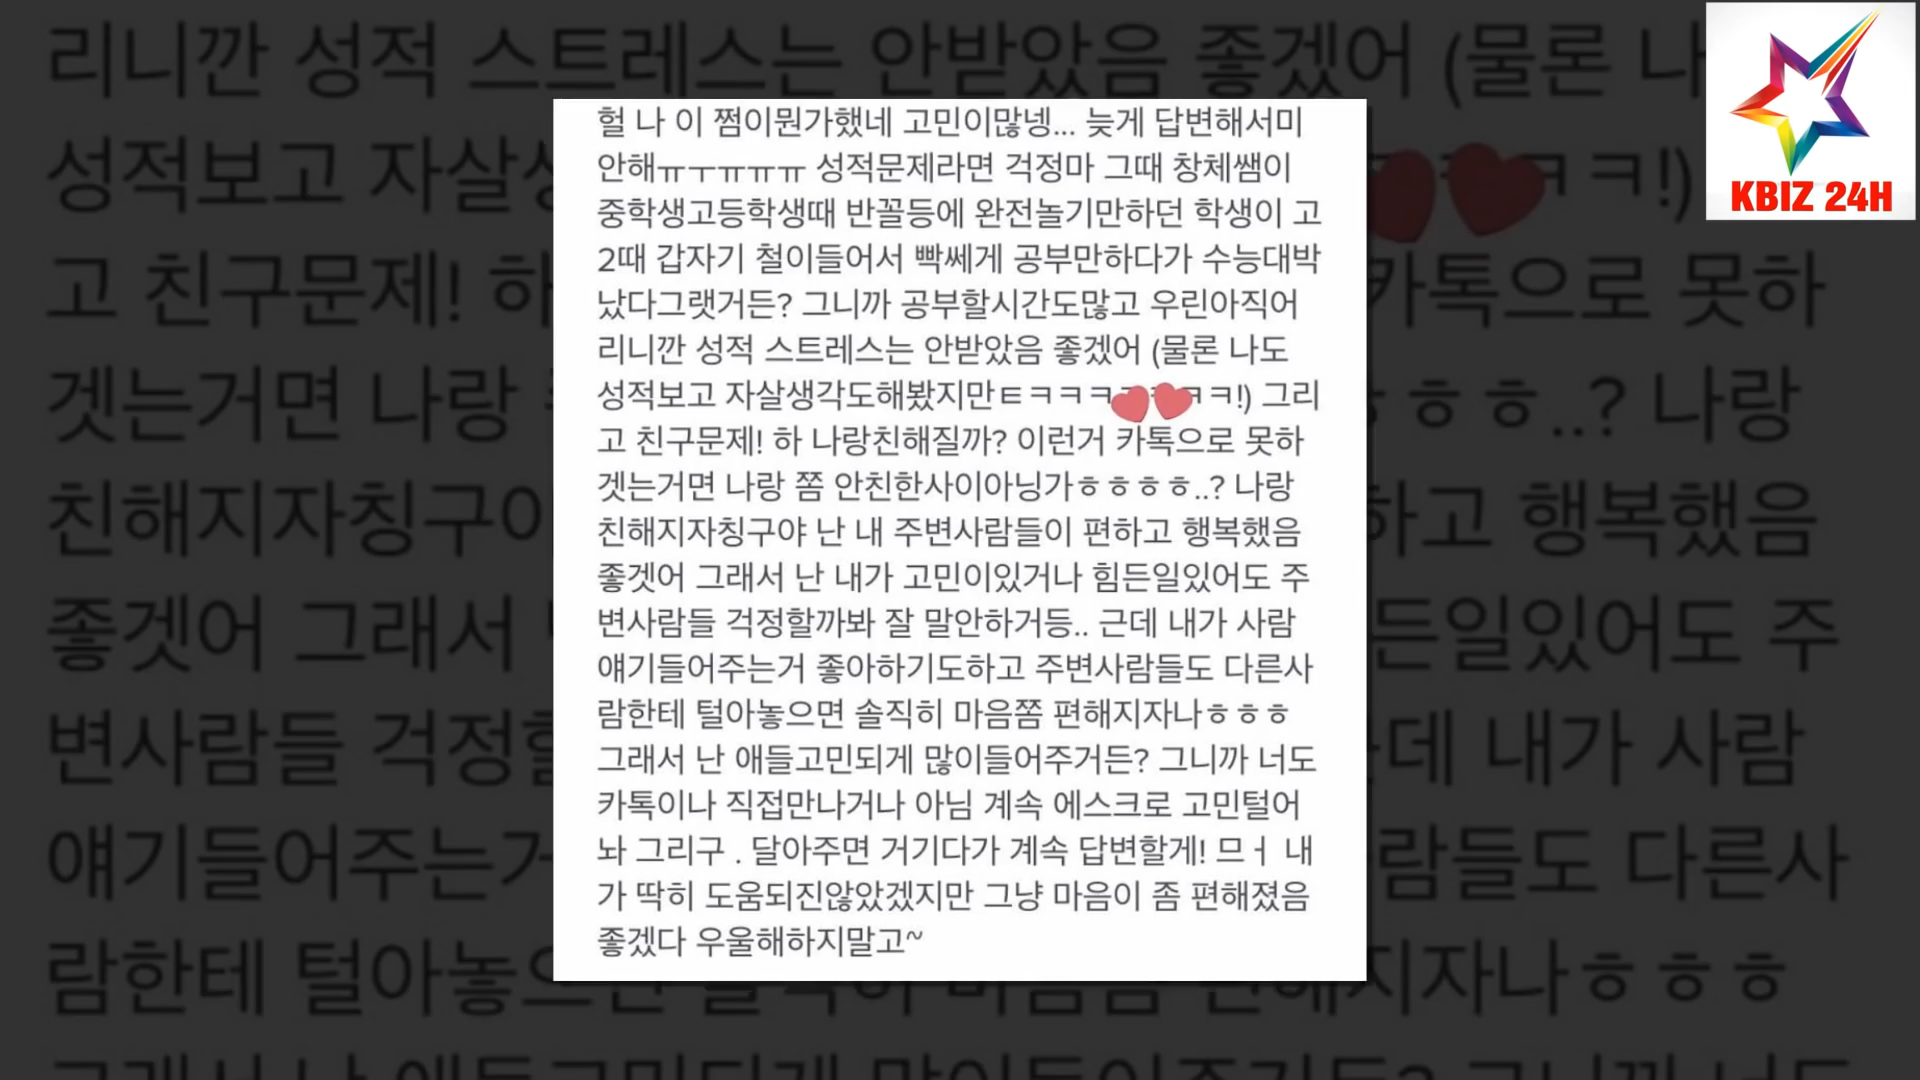 헐 나 이 쩜이뭔가했네 고민이많넹... 늦게 답변해서미
안해ㅠㅜㅠㅠㅠ 성적문제라면 걱정마 그때 창체쌤이
중학생고등학생때 반꼴등에 완전놀기만하던 학생이 고
2때 갑자기 철이들어서 빡쎄게 공부만하다가 수능대박
났다그랫거든? 그니까 공부할시간도많고 우린아직어
리니깐 성적 스트레스는 안받았음 좋겠어 (물론 나도
성적보고 자살생각도해봤지만ㅌㅋㅋㅋ ㅋㅋ!) 그리
고 친구문제! 하 나랑친해질까? 이런거 카톡으로 못하
겟는거면 나랑 쫌 안친한사이아닝가ㅎㅎㅎㅎ..? 나랑
친해지자칭구야 난 내 주변사람들이 편하고 행복했음
좋겟어 그래서 난 내가 고민이있거나 힘든일있어도 주
변사람들 걱정할까봐 잘 말안하거등.. 근데 내가 사람
얘기들어주는거 좋아하기도하고 주변사람들도 다른사
람한테 털아놓으면 솔직히 마음쫌 편해지자나ㅎㅎㅎ
그래서 난 애들고민되게 많이들어주거든? 그니까 너도
카톡이나 직접만나거나 아님 계속 에스크로 고민털어
놔 그리구 . 달아주면 거기다가 계속 답변할게! 므ㅓ 내
가 딱히 도움되진않았겠지만 그냥 마음이 좀 편해졌음
좋겠다 우울해하지말고~
KBIZ 24H